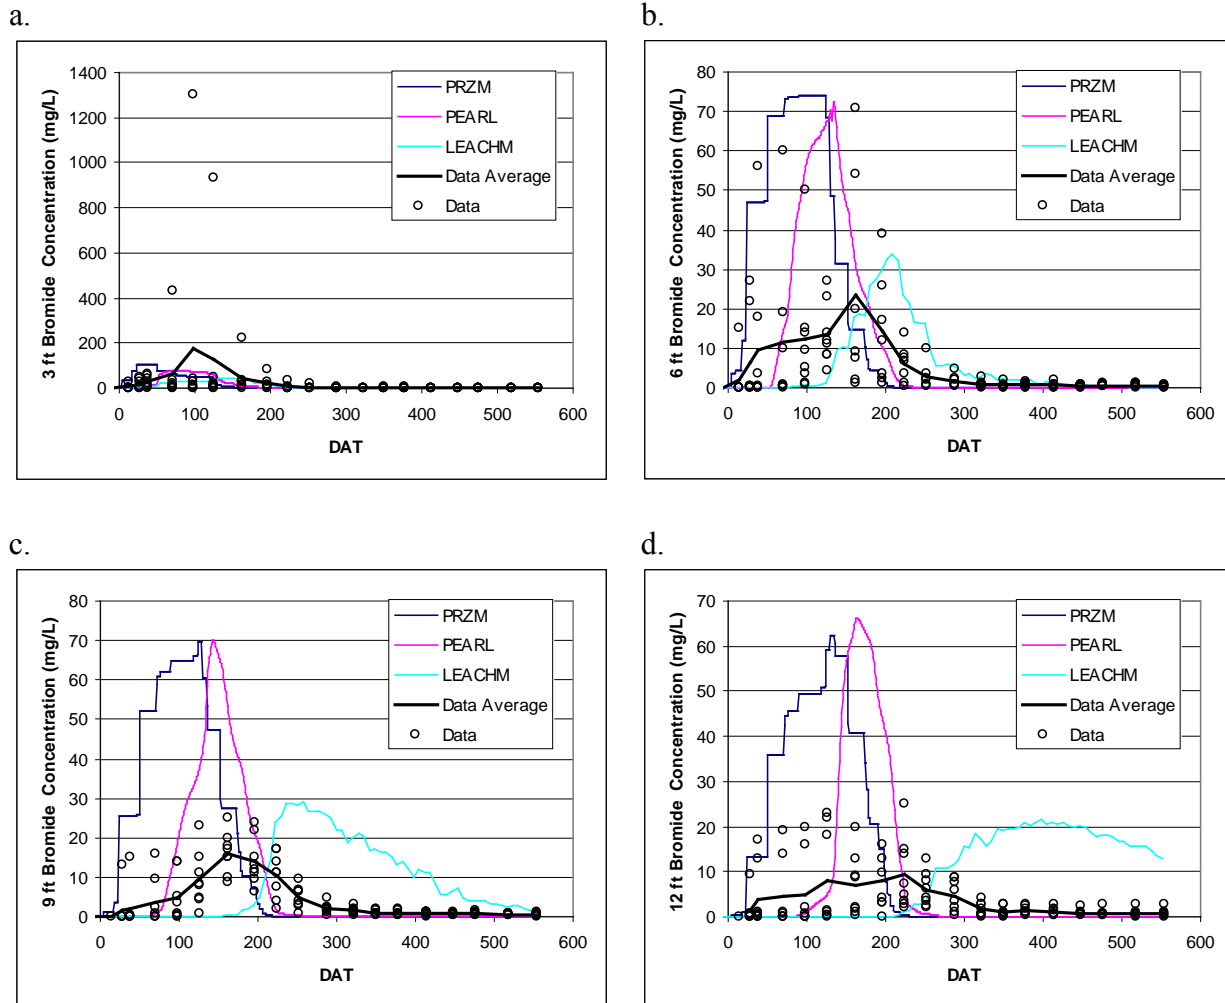 a.
b.
1400
1200
1000
800
600
400
200
0
0 100 200 300 400 500 600
3 ft Bromide Concentration (mg/L)
DAT
PRZM
PEARL
LEACHM
Data Average
Data
80
70
60
50
40
30
20
10
0
0 100 200 300 400 500 600
6 ft Bromide Concentration (mg/L)
DAT
PRZM
PEARL
LEACHM
Data Average
Data
c.
d.
80
70
60
50
40
30
20
10
0
0 100 200 300 400 500 600
9 ft Bromide Concentration (mg/L)
DAT
PRZM
PEARL
LEACHM
Data Average
Data
70
60
50
40
30
20
10
0
0 100 200 300 400 500 600
12 ft Bromide Concentration (mg/L)
DAT
PRZM
PEARL
LEACHM
Data Average
Data